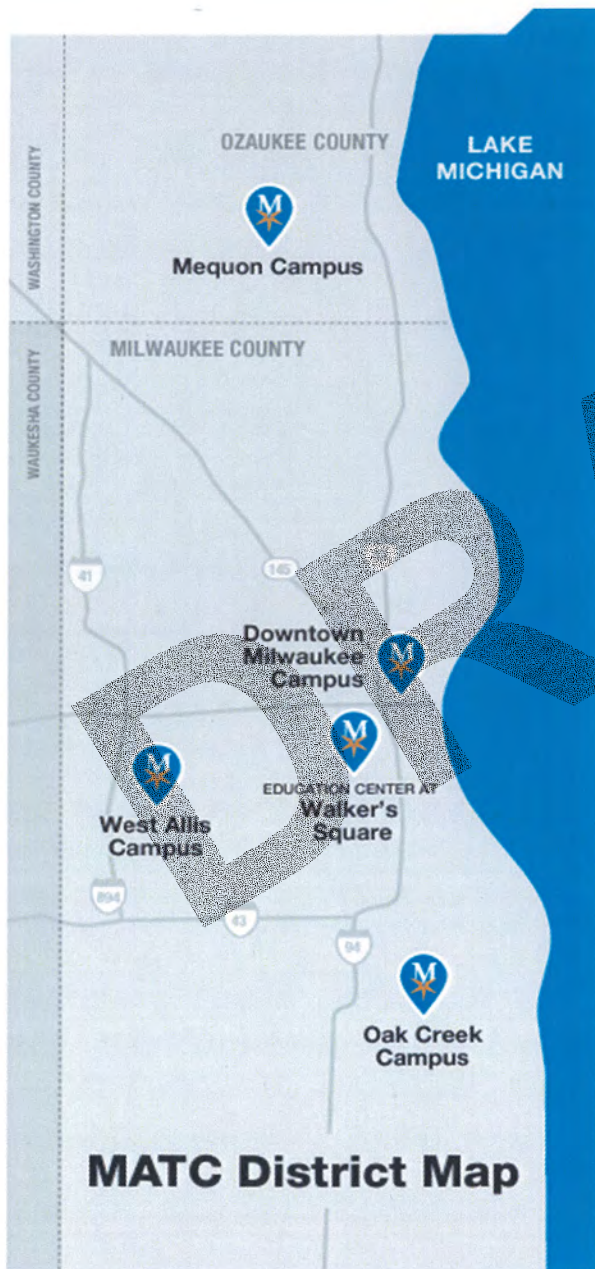 OZAUKEE COUNTY
LAKE
MICHIGAN
WASHINGTON COUNTY
M
Mequon Campus
MILWAUKEE COUNTY
WAUKESHA COUNTY
41
145
Downtown
Milwaukee
Campus
M
M
M
EDUCATION CENTER AT
Walker's
Square
West Allis
Campus
894
43
94
M
Oak Creek
Campus
MATC District Map
DR